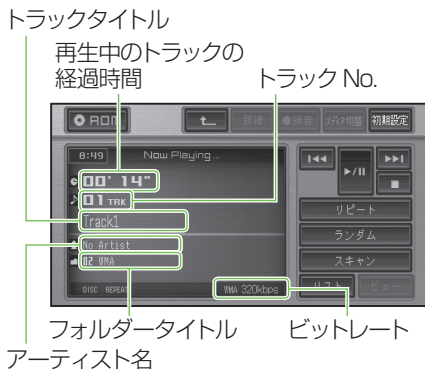 トラックタイトル
再生中のトラックの
経過時間
トラック No.
ROM
詳細
●録音
メディア切替
初期設定
8:49
Now Playing...
00' 14"
01 TRK
Track1
No Artist
02 WMA
DISC REPEAT
WMA 320kbps
リピート
ランダム
スキャン
リスト
ビュー
フォルダータイトル
ビットレート
アーティスト名